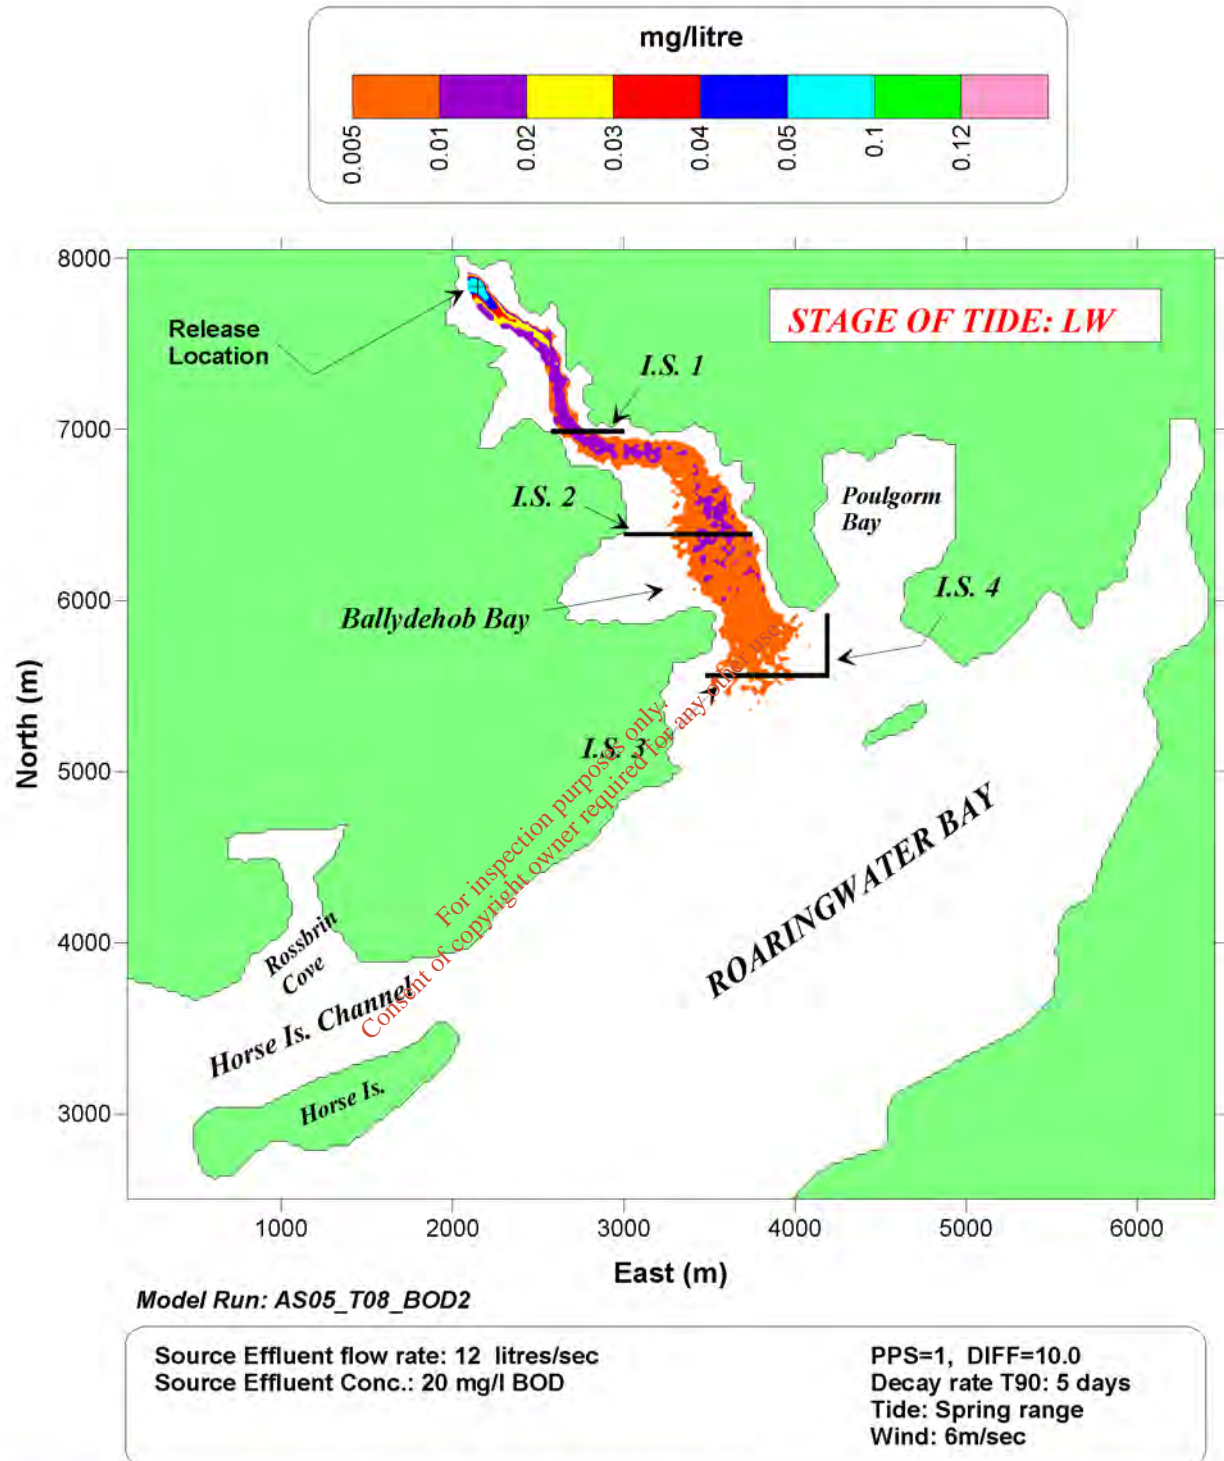 mg/litre
0.005 0.01 0.02 0.03 0.04 0.05 0.1 0.12
8000
7000
6000
5000
4000
3000
North (m)
STAGE OF TIDE: LW
Release
Location
I.S. 1
I.S. 2
Poulgorm
Bay
I.S. 4
Ballydehob Bay
I.S. 3
For inspection purposes only.
Consent of copyright owner required for any other use.
ROARINGWATER BAY
Rossbrin
Cove
Horse Is. Channel
Horse Is.
1000 2000 3000 4000 5000 6000
East (m)
Model Run: AS05_T08_BOD2
Source Effluent flow rate: 12 litres/sec
Source Effluent Conc.: 20 mg/l BOD
PPS=1, DIFF=10.0
Decay rate T90: 5 days
Tide: Spring range
Wind: 6m/sec